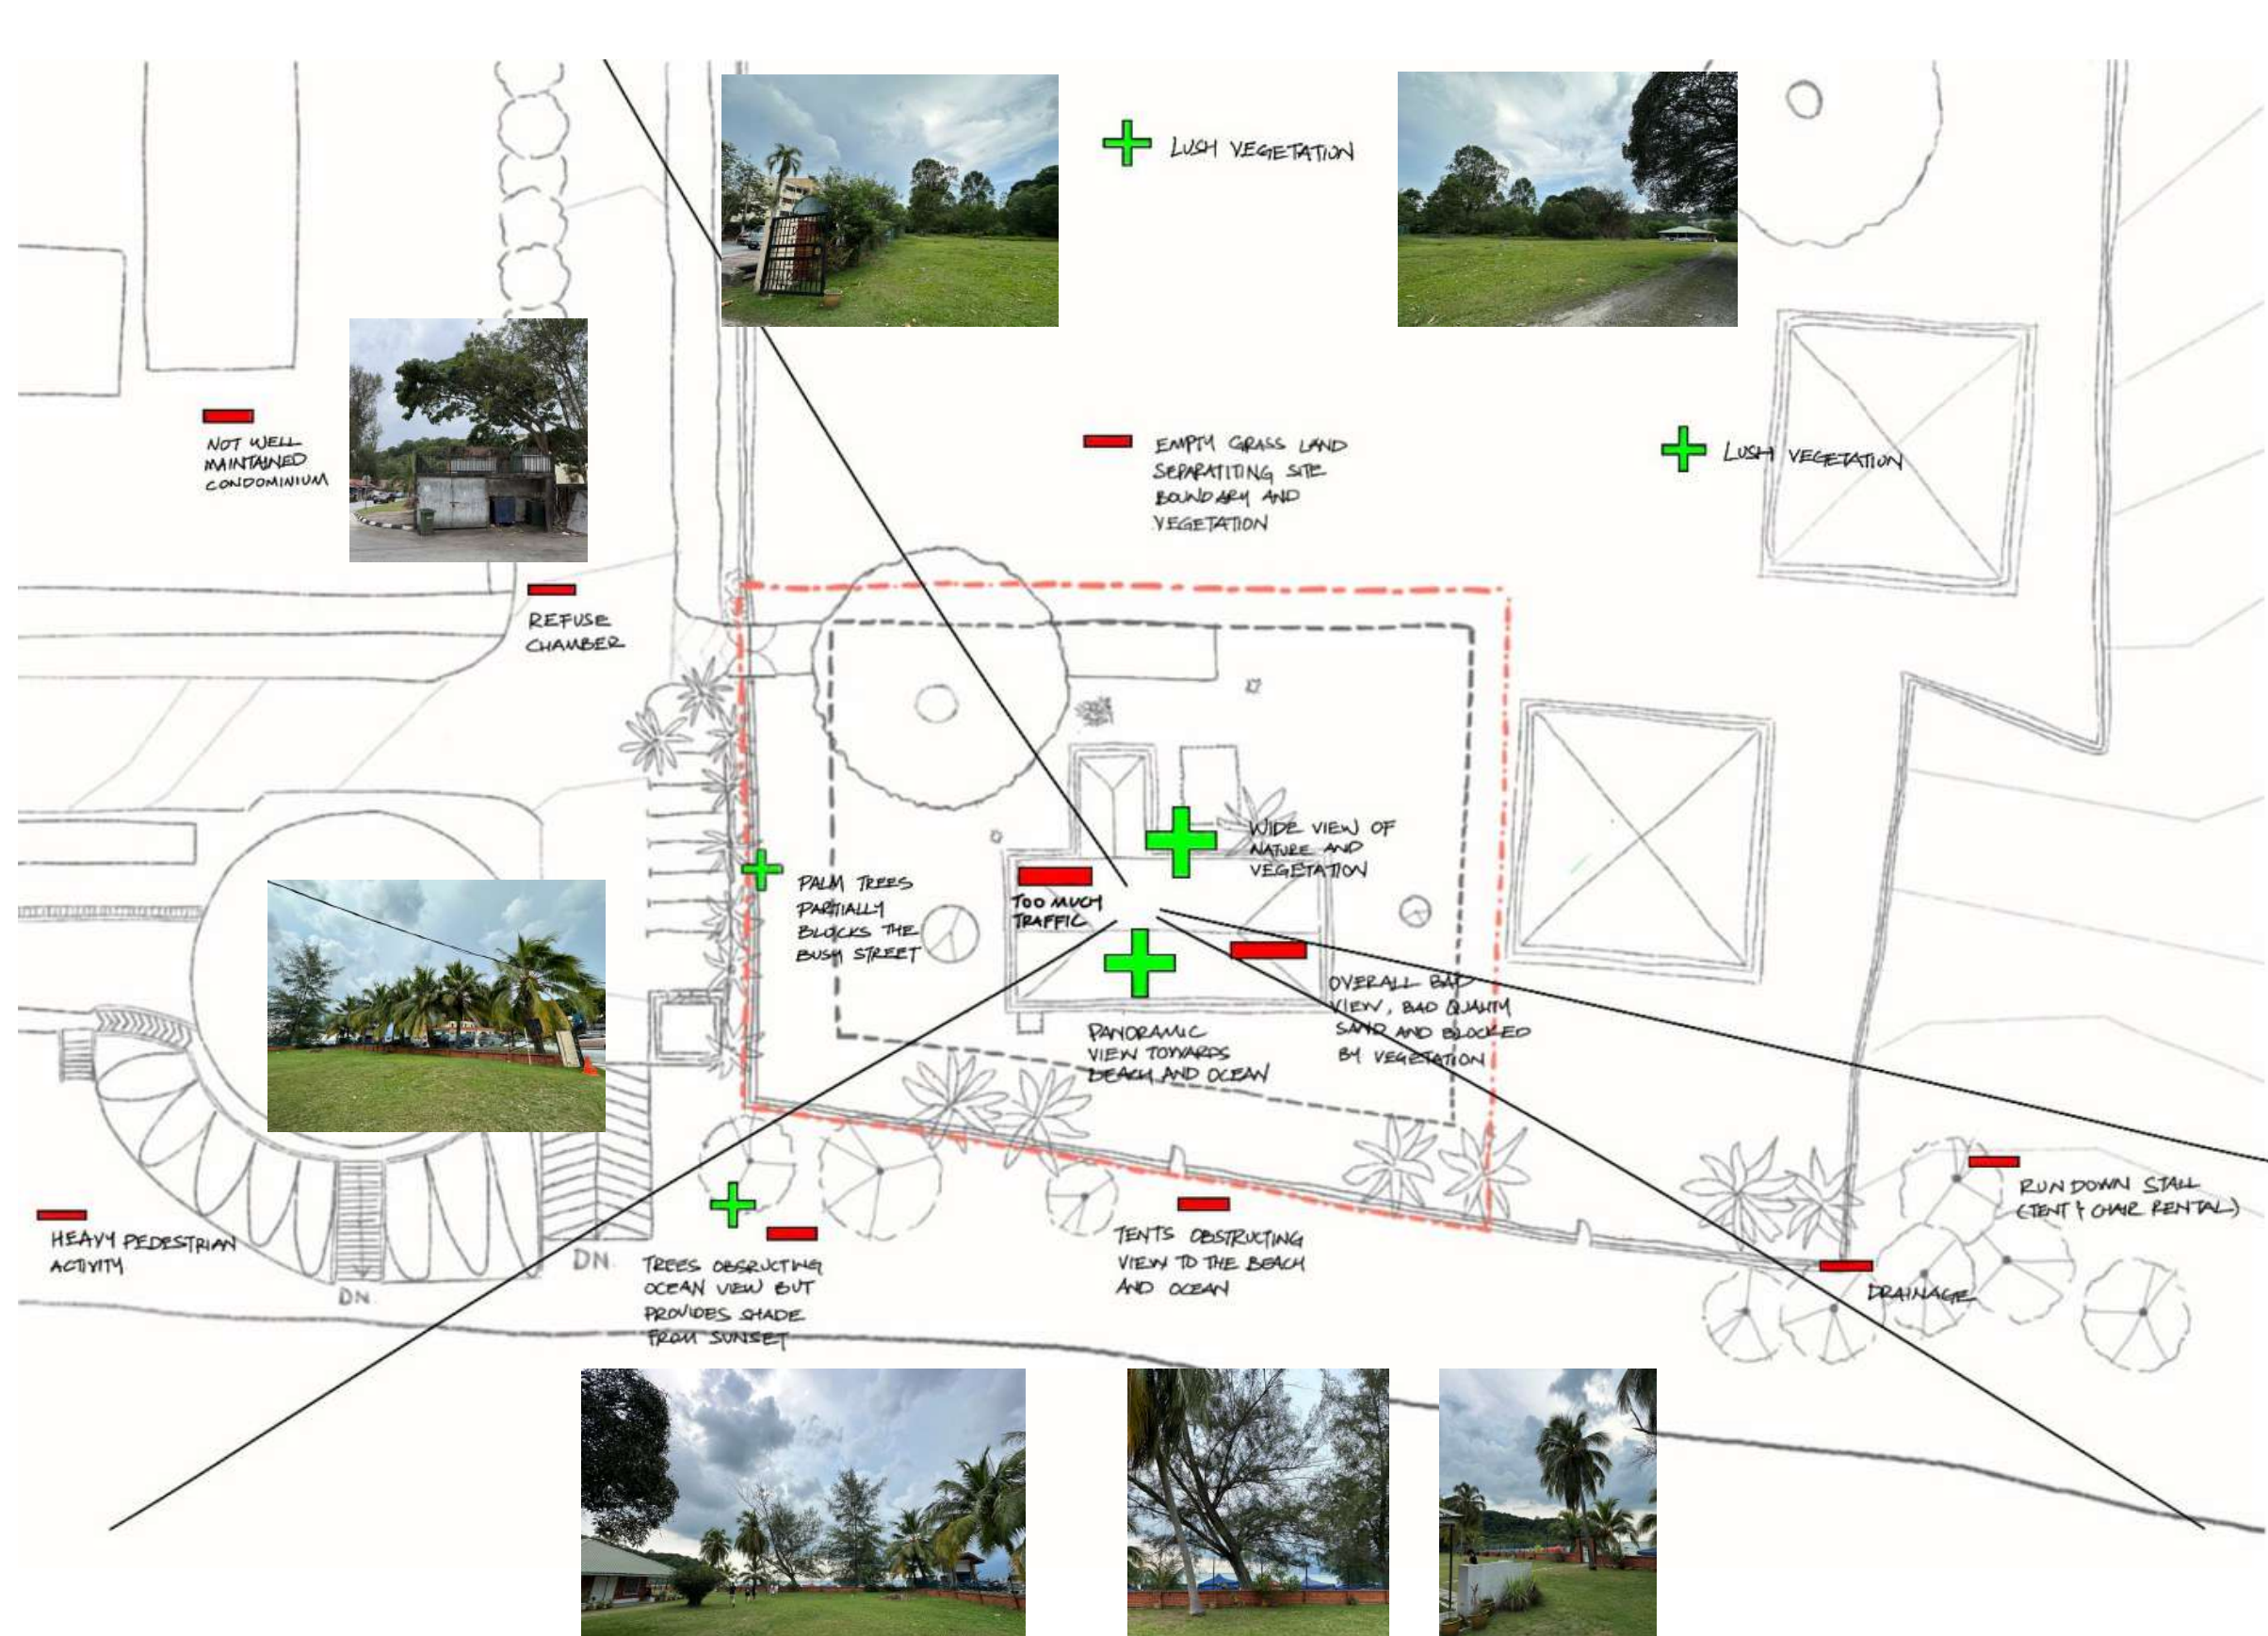 LUSH VEGETATION
NOT WELL
MAINTAINED
CONDOMINIUM
EMPTY GRASS LAND
SEPARATITING SITE
BOUNDARY AND
VEGETATION
LUSH VEGETATION
REFUSE
CHAMBER
PALM TREES
PARTIALLY
BLOCKS THE
BUSY STREET
TOO MUCH
TRAFFIC
WIDE VIEW OF
NATURE AND
VEGETATION
PANORAMIC
VIEW TOWARDS
BEACH AND OCEAN
OVERALL BAD
VIEW, BAD QUALITY
SAND AND BLOCKED
BY VEGETATION
HEAVY PEDESTRIAN
ACTIVITY
DN
DN
TREES OBSRUCTING
OCEAN VIEW BUT
PROVIDES SHADE
FROM SUNSET
TENTS OBSTRUCTING
VIEW TO THE BEACH
AND OCEAN
RUN DOWN STALL
(TENT & CHAIR RENTAL)
DRAINAGE